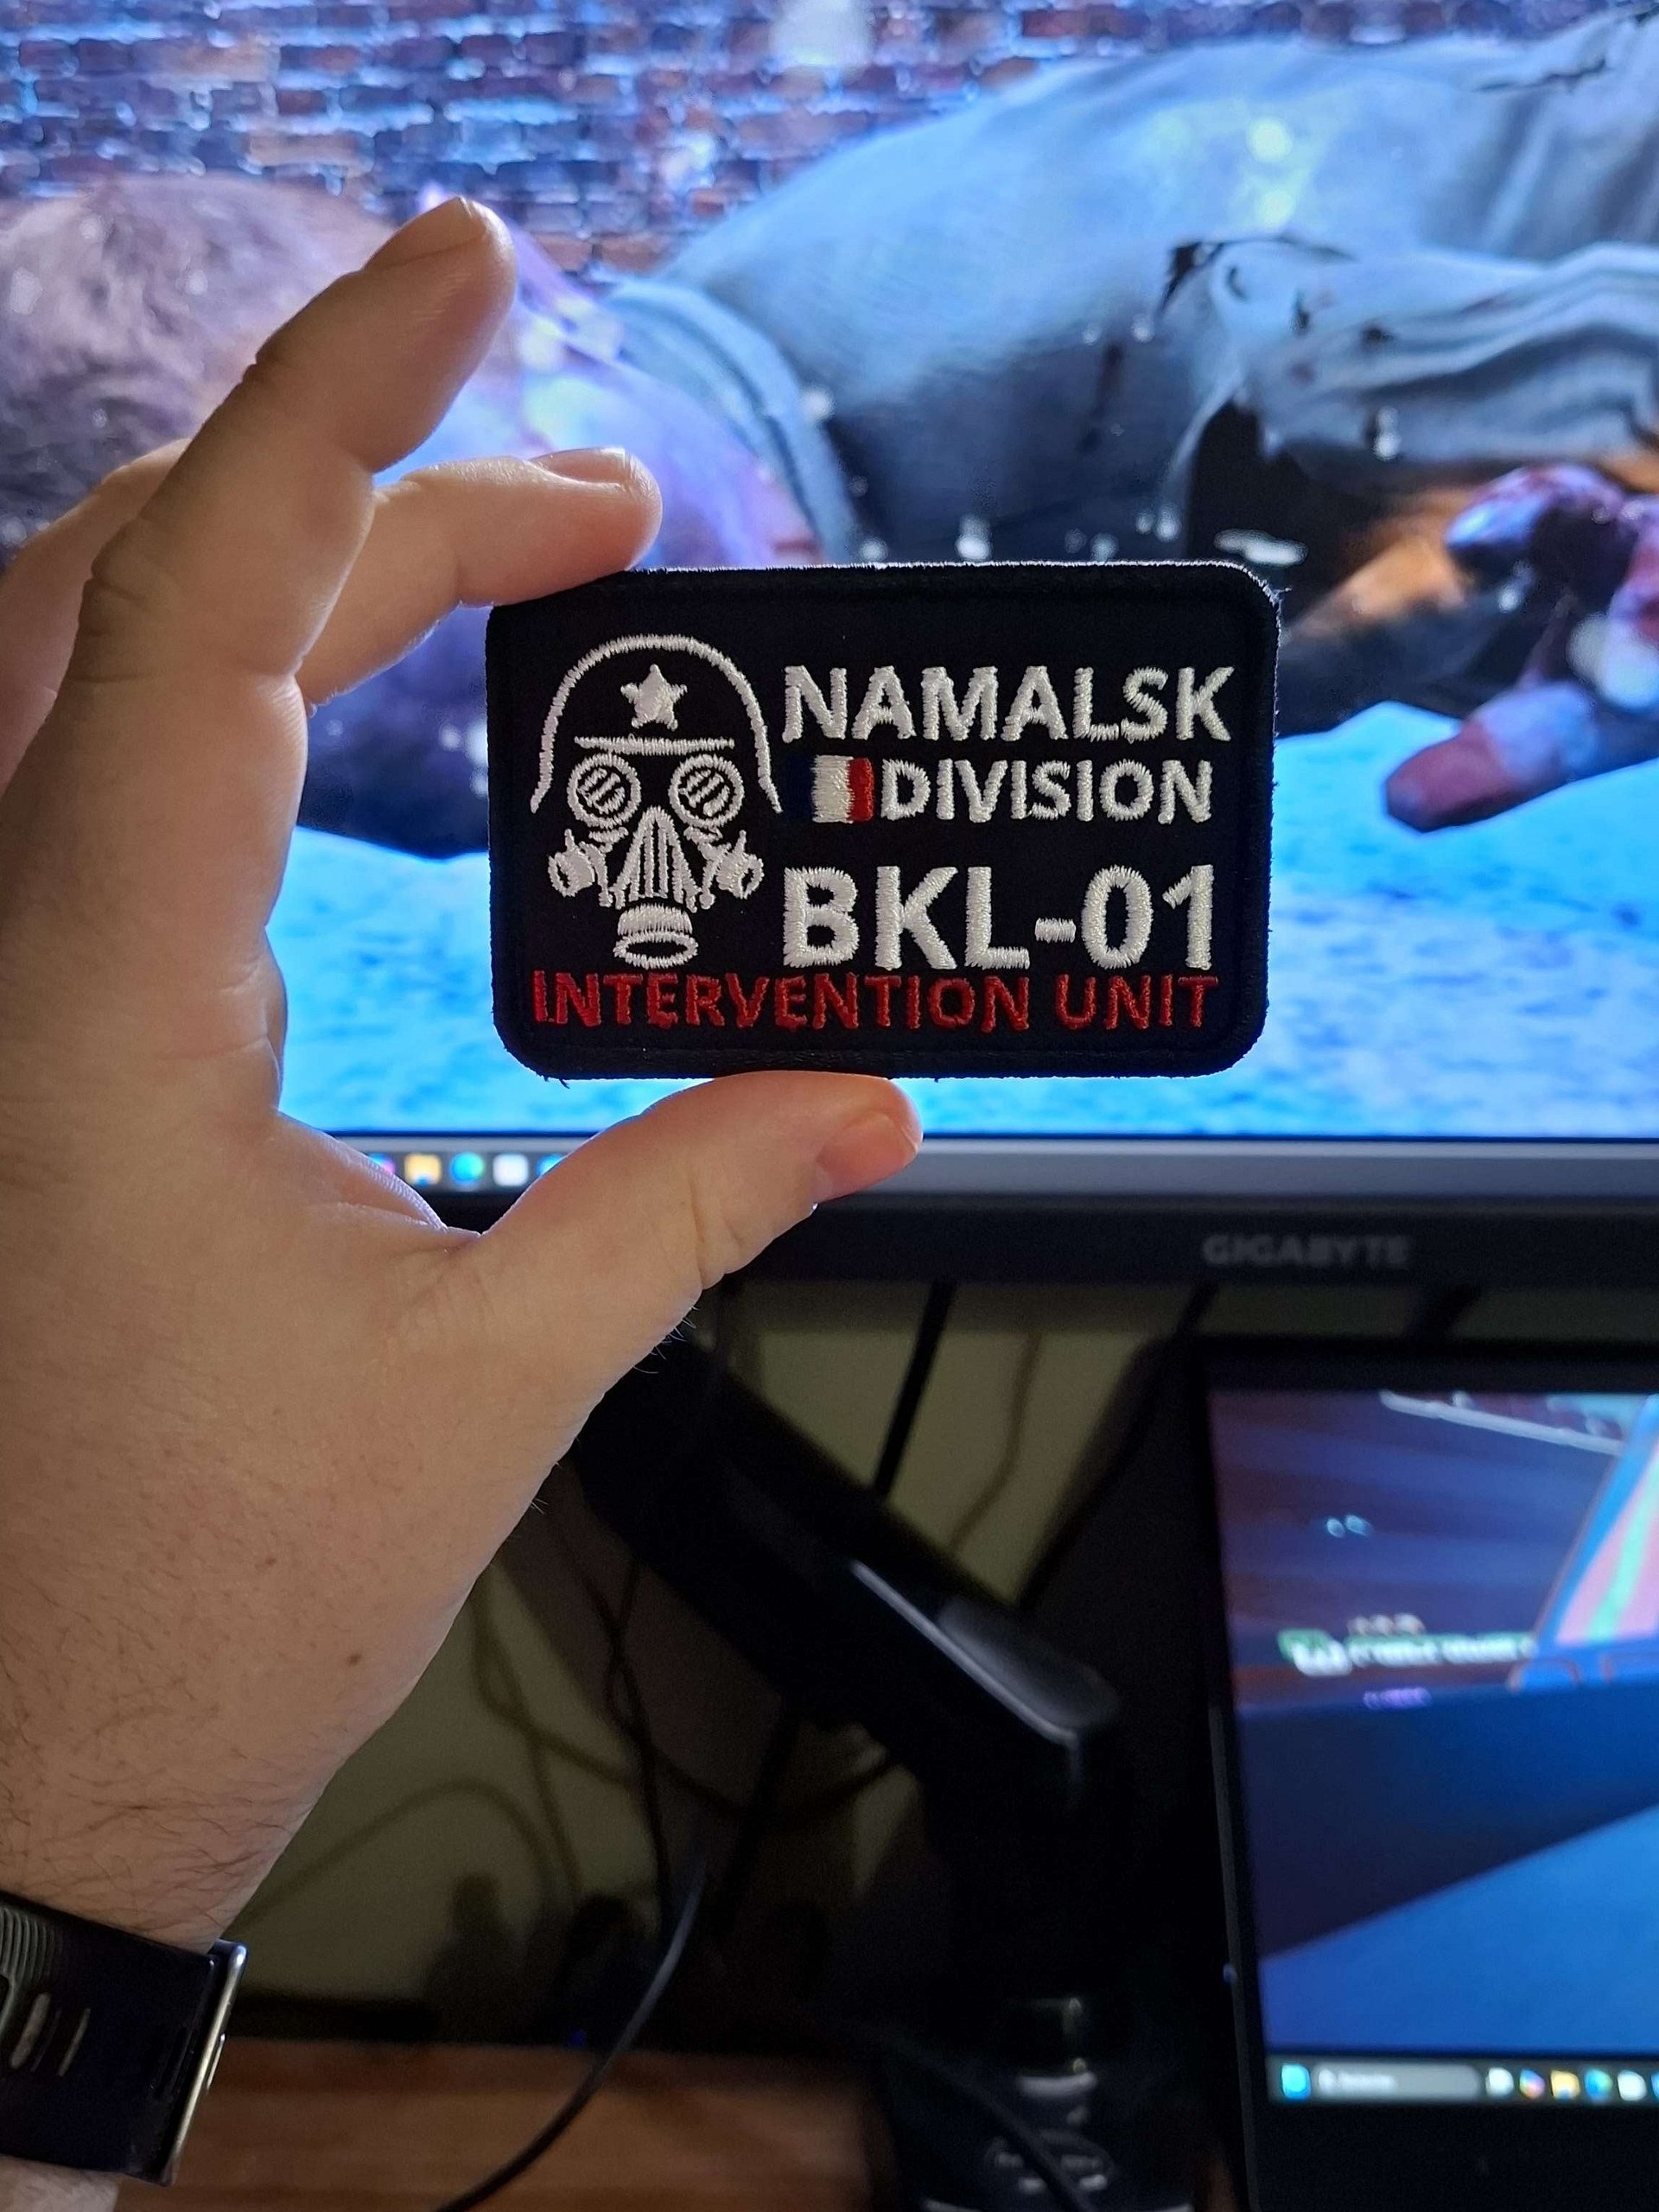 NAMALSK
DIVISION
BKL-01
INTERVENTION UNIT
GIGABYTE